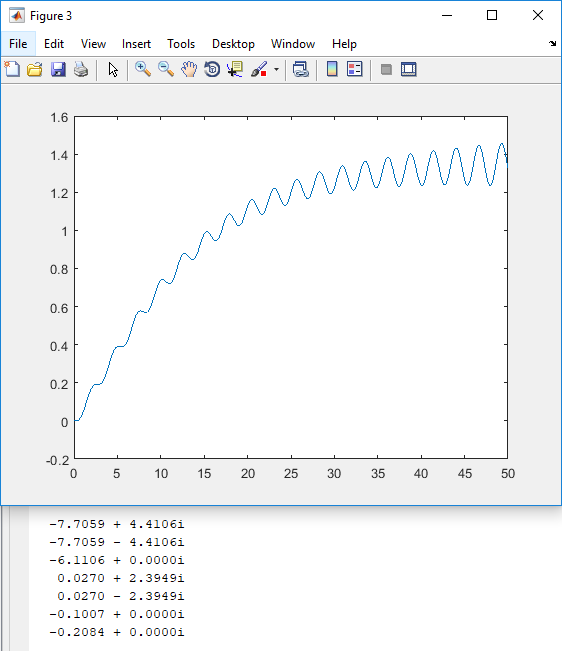 Figure 3
File Edit View Insert Tools Desktop Window Help
1.6
1.4
1.2
1
0.8
0.6
0.4
0.2
0
-0.2
0 5 10 15 20 25 30 35 40 45 50
-7.7059 + 4.4106i
-7.7059 - 4.4106i
-6.1106 + 0.0000i
0.0270 + 2.3949i
0.0270 - 2.3949i
-0.1007 + 0.0000i
-0.2084 + 0.0000i